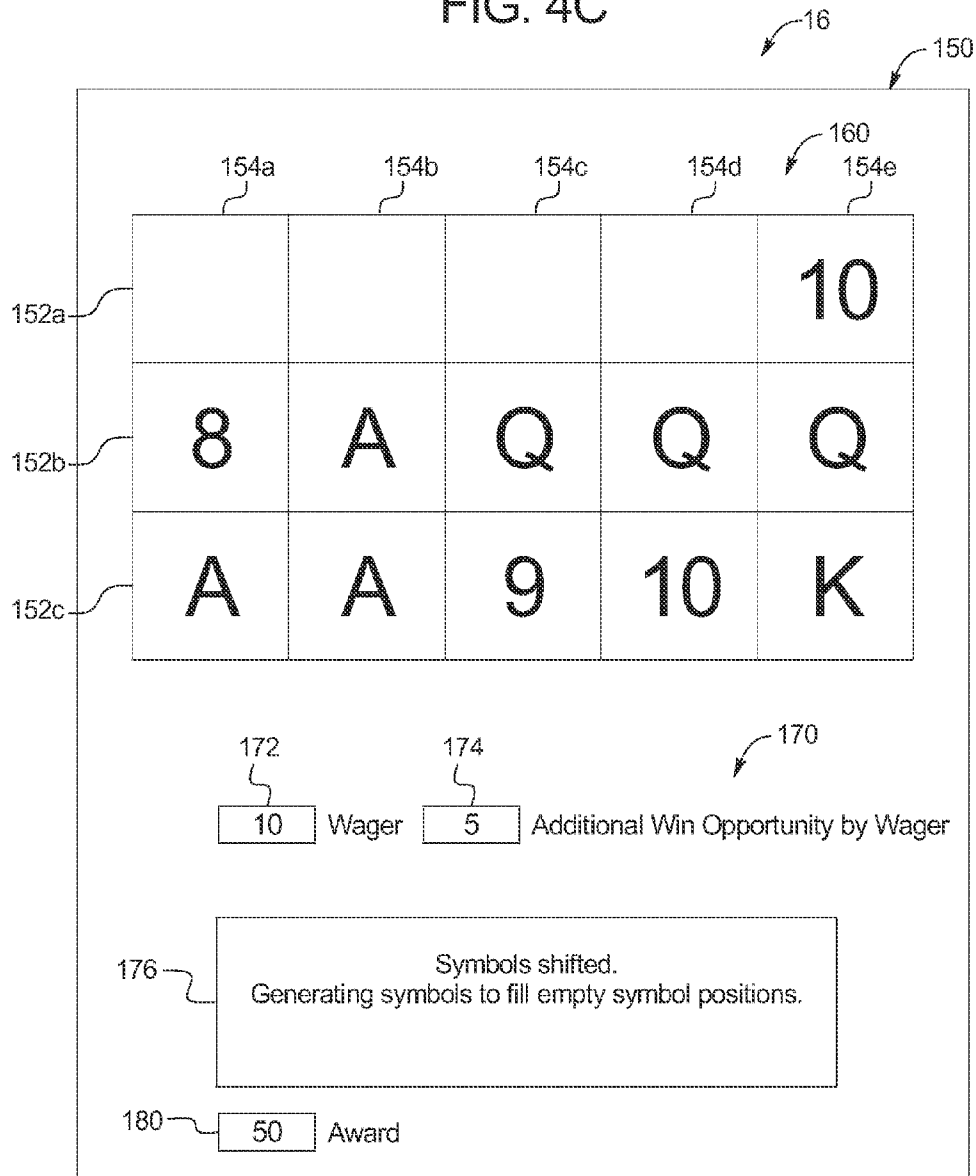 FIG. 4C
16
150
160
154a 154b 154c 154d 154e
152a 10
152b 8 A Q Q Q
152c A A 9 10 K
172 174 170
10 Wager 5 Additional Win Opportunity by Wager
176
Symbols shifted.
Generating symbols to fill empty symbol positions.
180 50 Award